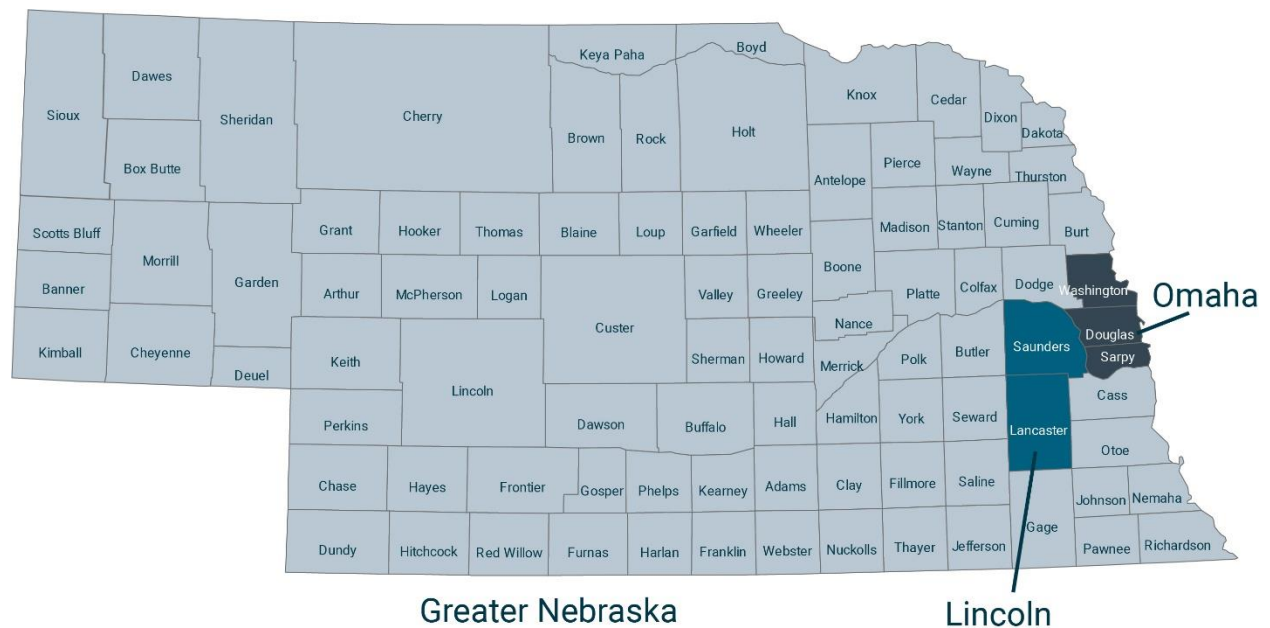 Keya Paha
Boyd
Dawes
Sioux
Sheridan
Cherry
Knox
Cedar
Dixon
Dakota
Brown
Rock
Holt
Box Butte
Pierce
Wayne
Thurston
Antelope
Scotts Bluff
Grant
Hooker
Thomas
Blaine
Loup
Garfield
Wheeler
Madison
Stanton
Cuming
Burt
Morrill
Garden
Boone
Banner
Arthur
McPherson
Logan
Valley
Greeley
Platte
Colfax
Dodge
Washington
Omaha
Custer
Nance
Douglas
Kimball
Cheyenne
Deuel
Keith
Sherman
Howard
Merrick
Polk
Butler
Saunders
Sarpy
Lincoln
Cass
Perkins
Dawson
Buffalo
Hall
Hamilton
York
Seward
Lancaster
Otoe
Chase
Hayes
Frontier
Gosper
Phelps
Kearney
Adams
Clay
Fillmore
Saline
Johnson
Nemaha
Dundy
Hitchcock
Red Willow
Furnas
Harlan
Franklin
Webster
Nuckolls
Thayer
Jefferson
Gage
Pawnee
Richardson
Greater Nebraska
Lincoln